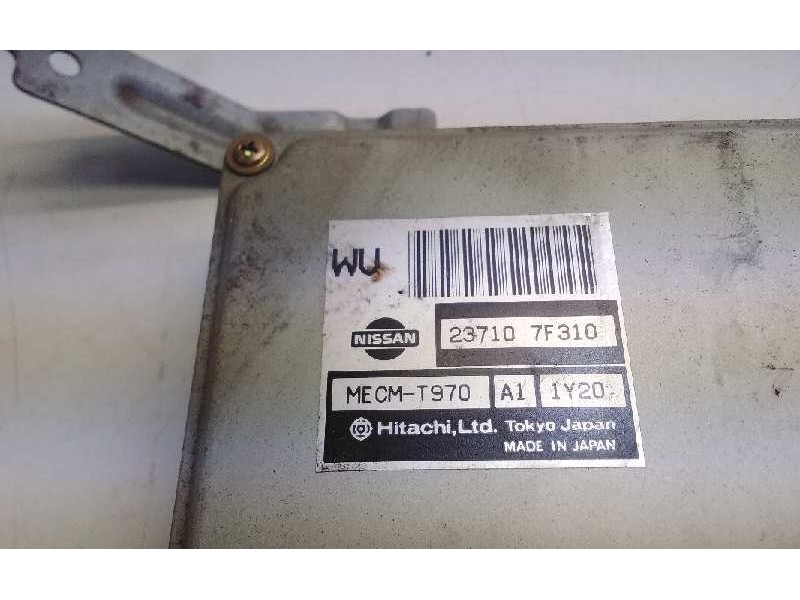 WU
NISSAN
23710 7F310
MECM-T970 A1 1Y20
Hitachi, Ltd. Tokyo Japan
MADE IN JAPAN